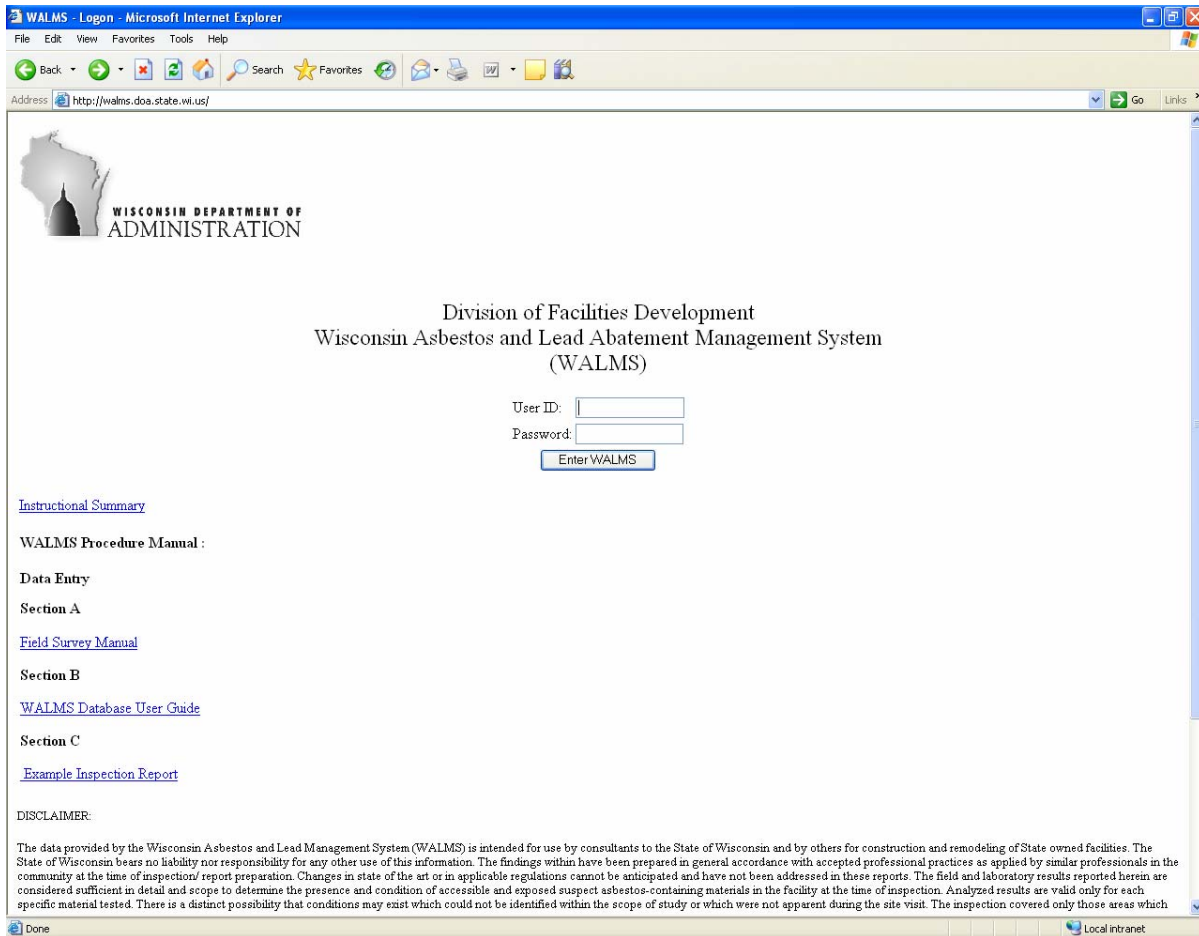 WALMS - Logon - Microsoft Internet Explorer
File Edit View Favorites Tools Help
Back Search Favorites
Address http://walms.doa.state.wi.us/ Go Links
WISCONSIN DEPARTMENT OF
ADMINISTRATION
Division of Facilities Development
Wisconsin Asbestos and Lead Abatement Management System
(WALMS)
User ID:
Password:
Enter WALMS
Instructional Summary
WALMS Procedure Manual :
Data Entry
Section A
Field Survey Manual
Section B
WALMS Database User Guide
Section C
Example Inspection Report
DISCLAIMER:
The data provided by the Wisconsin Asbestos and Lead Management System (WALMS) is intended for use by consultants to the State of Wisconsin and by others for construction and remodeling of State owned facilities. The
State of Wisconsin bears no liability nor responsibility for any other use of this information. The findings within have been prepared in general accordance with accepted professional practices as applied by similar professionals in the
community at the time of inspection/ report preparation. Changes in state of the art or in applicable regulations cannot be anticipated and have not been addressed in these reports. The field and laboratory results reported herein are
considered sufficient in detail and scope to determine the presence and condition of accessible and exposed suspect asbestos-containing materials in the facility at the time of inspection. Analyzed results are valid only for each
specific material tested. There is a distinct possibility that conditions may exist which could not be identified within the scope of study or which were not apparent during the site visit. The inspection covered only those areas which
Done Local intranet